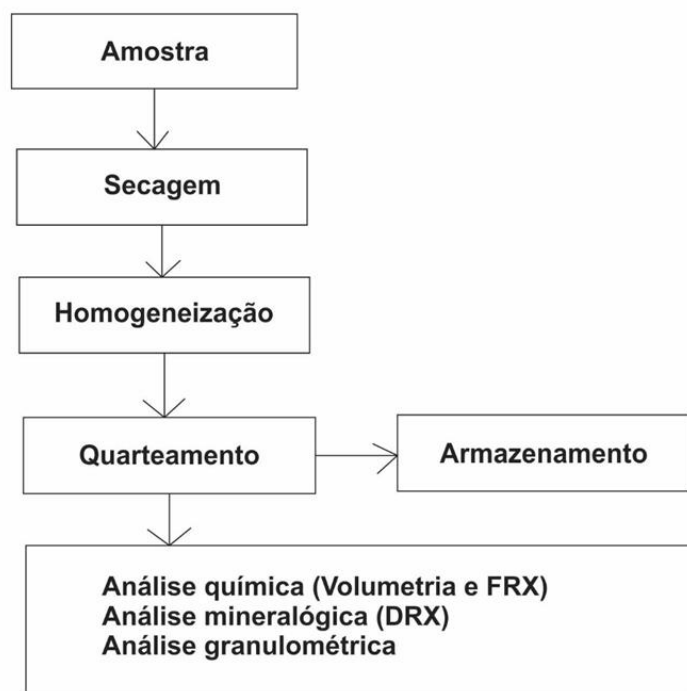 Amostra
Secagem
Homogeneização
Quarteamento
Armazenamento
Análise química (Volumetria e FRX)
Análise mineralógica (DRX)
Análise granulométrica